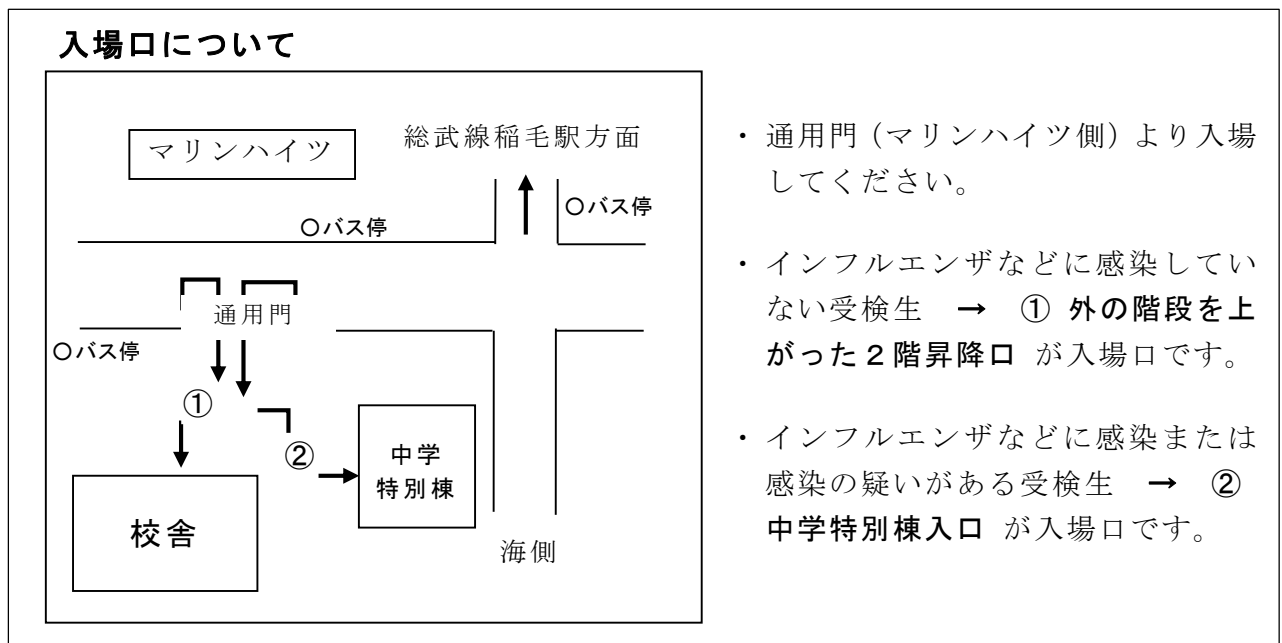 入場口について
マリンハイツ
総武線稲毛駅方面
○バス停
○バス停
通用門
○バス停
①
②
中学
特別棟
校舎
海側
・ 通用門（マリンハイツ側）より入場
してください。
・ インフルエンザなどに感染してい
ない受検生 → ① 外の階段を上
がった２階昇降口 が入場口です。
・ インフルエンザなどに感染または
感染の疑いがある受検生 → ②
中学特別棟入口 が入場口です。